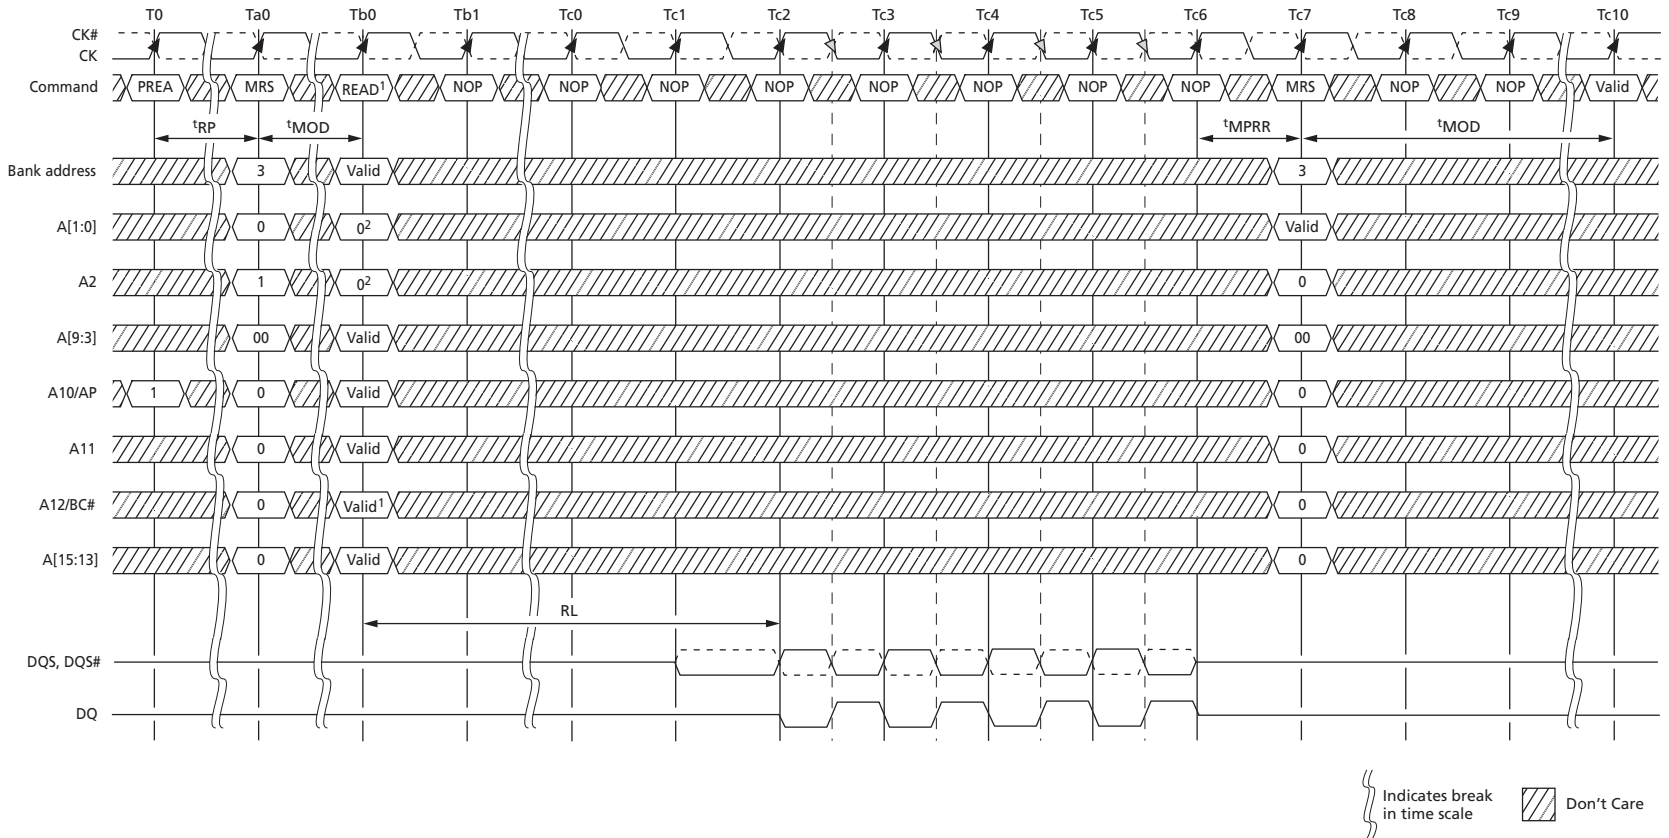 T0 Ta0 Tb0 Tb1 Tc0 Tc1 Tc2 Tc3 Tc4 Tc5 Tc6 Tc7 Tc8 Tc9 Tc10
CK#
CK
Command PREA MRS READ¹ NOP NOP NOP NOP NOP NOP NOP NOP MRS NOP NOP Valid
tRP tMOD tMPRR tMOD
Bank address 3 Valid 3
A[1:0] 0 0² Valid
A2 1 0² 0
A[9:3] 00 Valid 00
A10/AP 1 0 Valid 0
A11 0 Valid 0
A12/BC# 0 Valid¹ 0
A[15:13] 0 Valid 0
RL
DQS, DQS#
DQ
Indicates break
in time scale
Don't Care